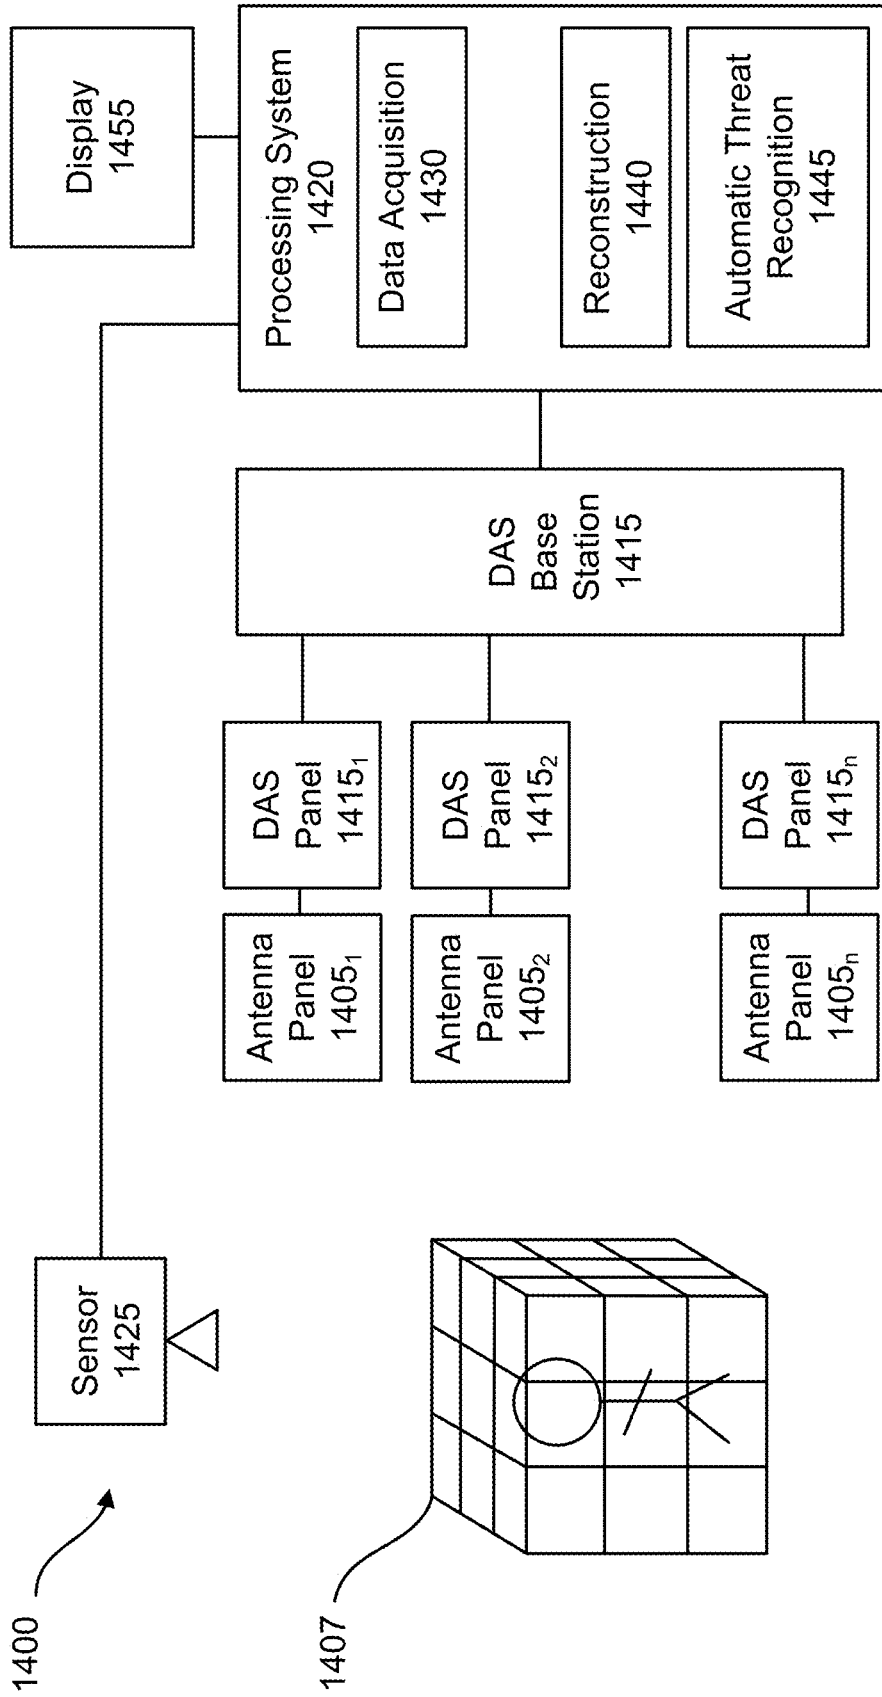 1400
Sensor
1425
Display
1455
Processing System
1420
Data Acquisition
1430
Reconstruction
1440
Automatic Threat
Recognition
1445
DAS
Base
Station
1415
DAS
Panel
1415₁
DAS
Panel
1415₂
DAS
Panel
1415ₙ
Antenna
Panel
1405₁
Antenna
Panel
1405₂
Antenna
Panel
1405ₙ
1407